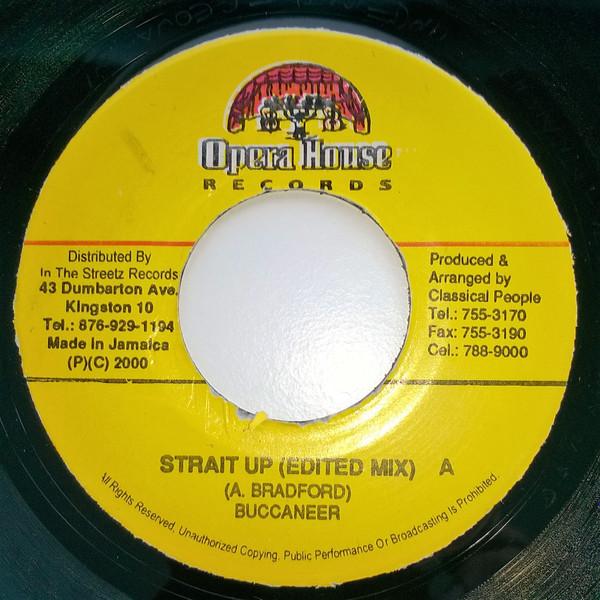 Opera House
RECORDS
Distributed By
In The Streetz Records
43 Dumbarton Ave.
Kingston 10
Tel.: 876-929-1194
Made In Jamaica
(P)(C) 2000
Produced &
Arranged by
Classical People
Tel.: 755-3170
Fax: 755-3190
Cel.: 788-9000
STRAIT UP (EDITED MIX) A
(A. BRADFORD)
BUCCANEER
All Rights Reserved. Unauthorized Copying, Public Performance Or Broadcasting Is Prohibited.